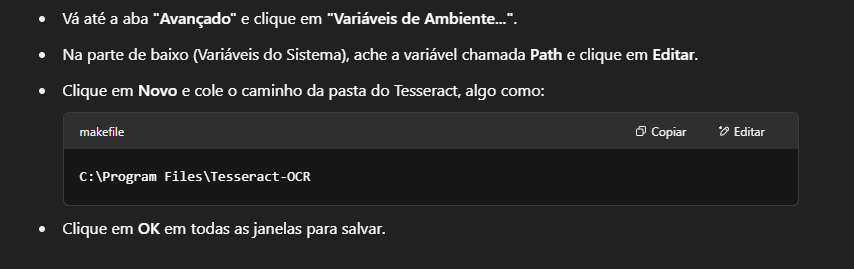 Vá até a aba "Avançado" e clique em "Variáveis de Ambiente...".
Na parte de baixo (Variáveis do Sistema), ache a variável chamada Path e clique em Editar.
Clique em Novo e cole o caminho da pasta do Tesseract, algo como:
makefile Copiar Editar
C:\Program Files\Tesseract-OCR
Clique em OK em todas as janelas para salvar.